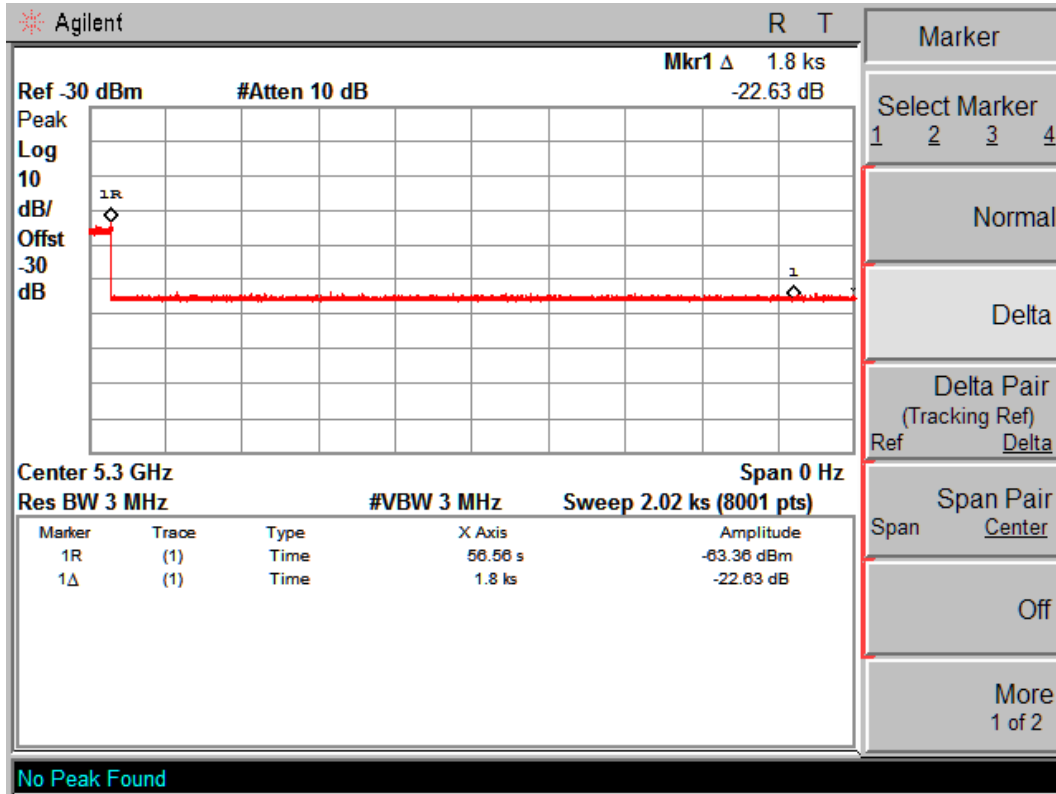 Agilent R T
Mkr1 Δ 1.8 ks
Ref -30 dBm #Atten 10 dB -22.63 dB
Peak
Log
10
dB/
Offst
-30
dB
1R
1
Center 5.3 GHz Span 0 Hz
Res BW 3 MHz #VBW 3 MHz Sweep 2.02 ks (8001 pts)
Marker Trace Type X Axis Amplitude
1R (1) Time 56.56 s -63.36 dBm
1Δ (1) Time 1.8 ks -22.63 dB
No Peak Found
Marker
Select Marker
1 2 3 4
Normal
Delta
Delta Pair
(Tracking Ref)
Ref Delta
Span Pair
Span Center
Off
More
1 of 2